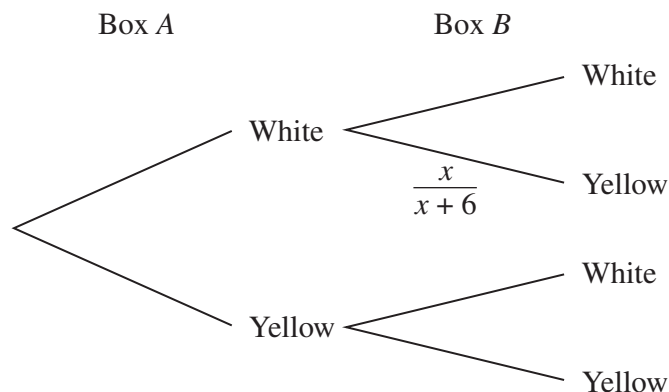 Box A Box B
White
White
x
x + 6
Yellow
White
Yellow
Yellow